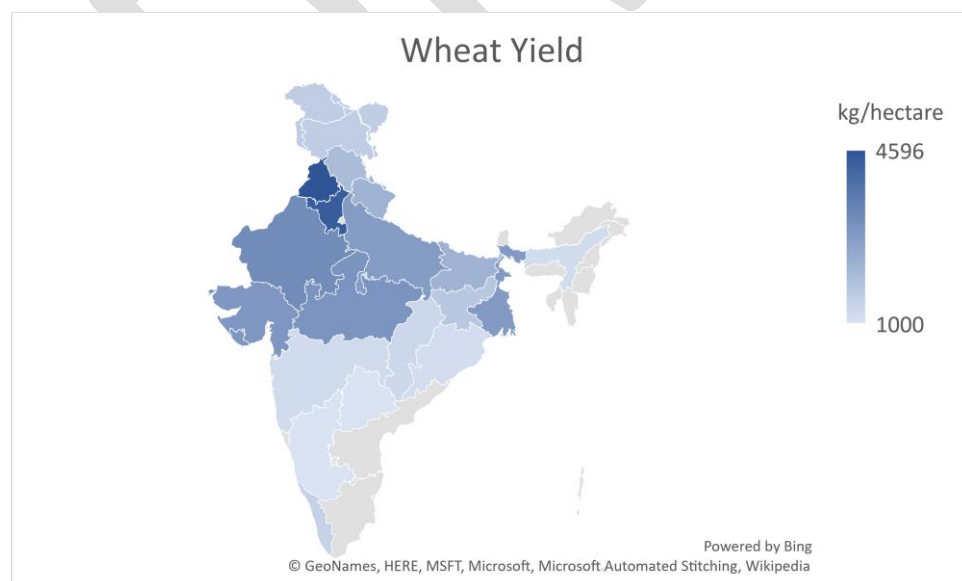 Wheat Yield
kg/hectare
4596
1000
Powered by Bing
© GeoNames, HERE, MSFT, Microsoft, Microsoft Automated Stitching, Wikipedia